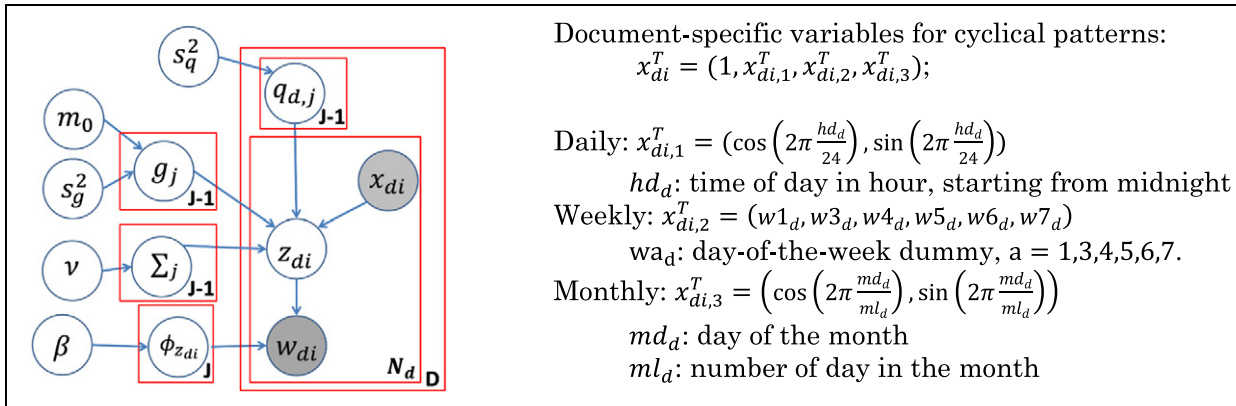 s_q^2
q_{d,j}
J-1
m_0
s_g^2
g_j
J-1
x_{di}
ν
Σ_j
J-1
z_{di}
β
ϕ_{z_{di}}
J
w_{di}
N_d
D
Document-specific variables for cyclical patterns:
x_{di}^T = (1, x_{di,1}^T, x_{di,2}^T, x_{di,3}^T);
Daily: x_{di,1}^T = (cos(2π hd_d/24), sin(2π hd_d/24))
hd_d: time of day in hour, starting from midnight
Weekly: x_{di,2}^T = (w1_d, w3_d, w4_d, w5_d, w6_d, w7_d)
wa_d: day-of-the-week dummy, a = 1,3,4,5,6,7.
Monthly: x_{di,3}^T = (cos(2π md_d/ml_d), sin(2π md_d/ml_d))
md_d: day of the month
ml_d: number of day in the month